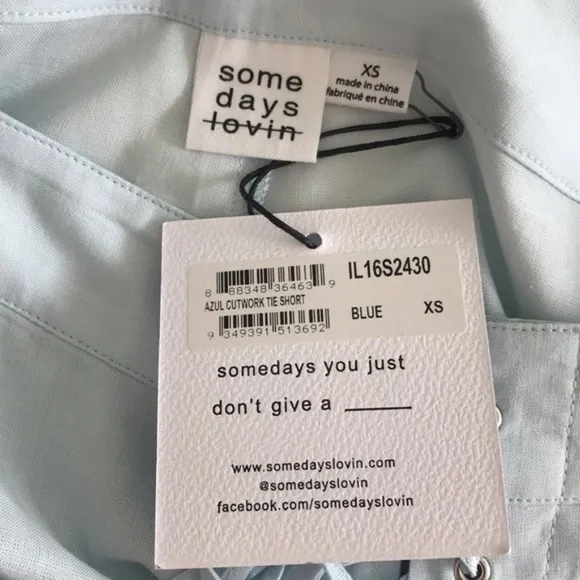 some
days
lovin
XS
made in china
fabriqué en chine
8 88348 36463 9
IL16S2430
AZUL CUTWORK TIE SHORT
9 349391 513692
BLUE XS
somedays you just
don't give a ______
www.somedayslovin.com
@somedayslovin
facebook.com/somedayslovin